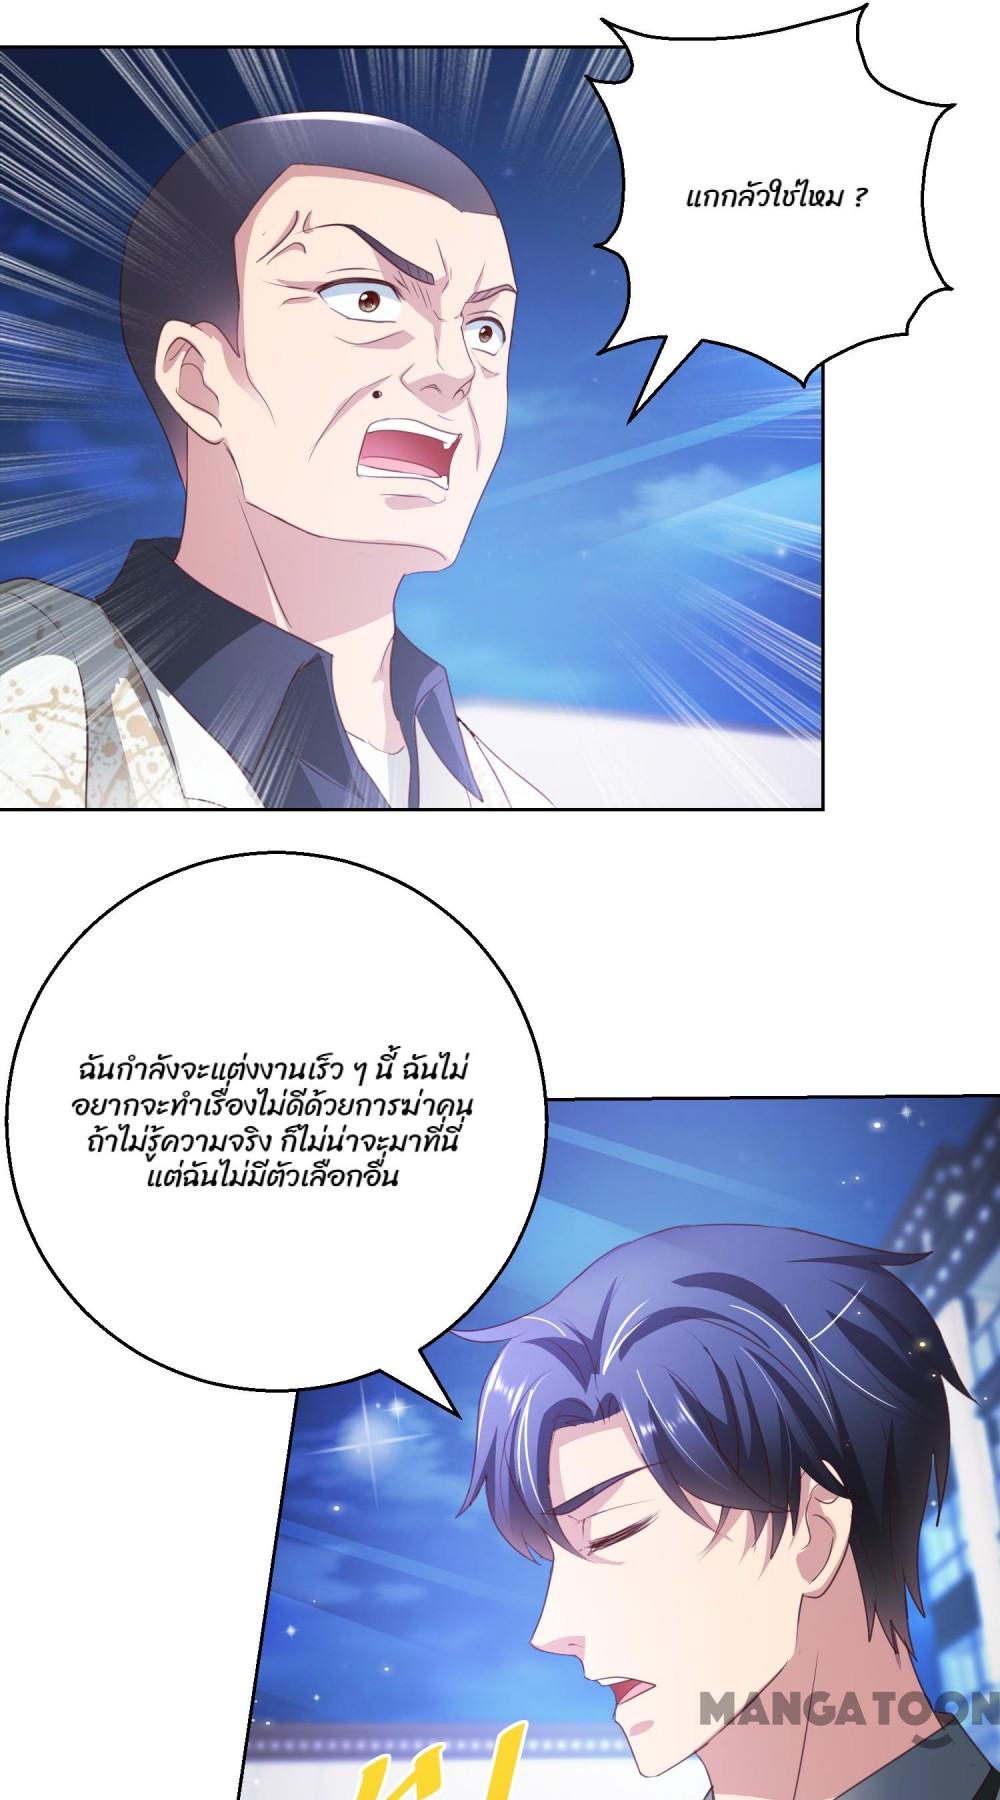 แกกลัวใช่ไหม ?
ฉันกำลังจะแต่งงานเร็ว ๆ นี้ ฉันไม่
อยากจะทำเรื่องไม่ดีด้วยการฆ่าคน
ถ้าไม่รู้ความจริง ก็ไม่น่าจะมาที่นี่
แต่ฉันไม่มีตัวเลือกอื่น
MANGATOON